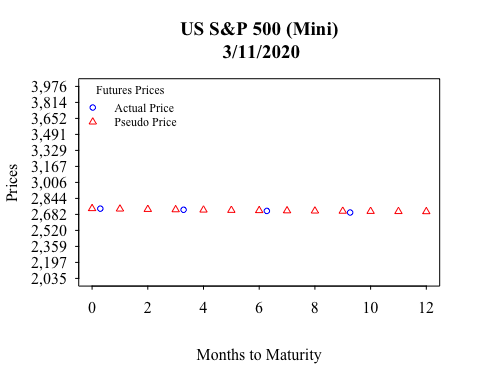 US S&P 500 (Mini)
3/11/2020
Futures Prices
Actual Price
Pseudo Price
Prices
3,976
3,814
3,652
3,491
3,329
3,167
3,006
2,844
2,682
2,520
2,359
2,197
2,035
0 2 4 6 8 10 12
Months to Maturity